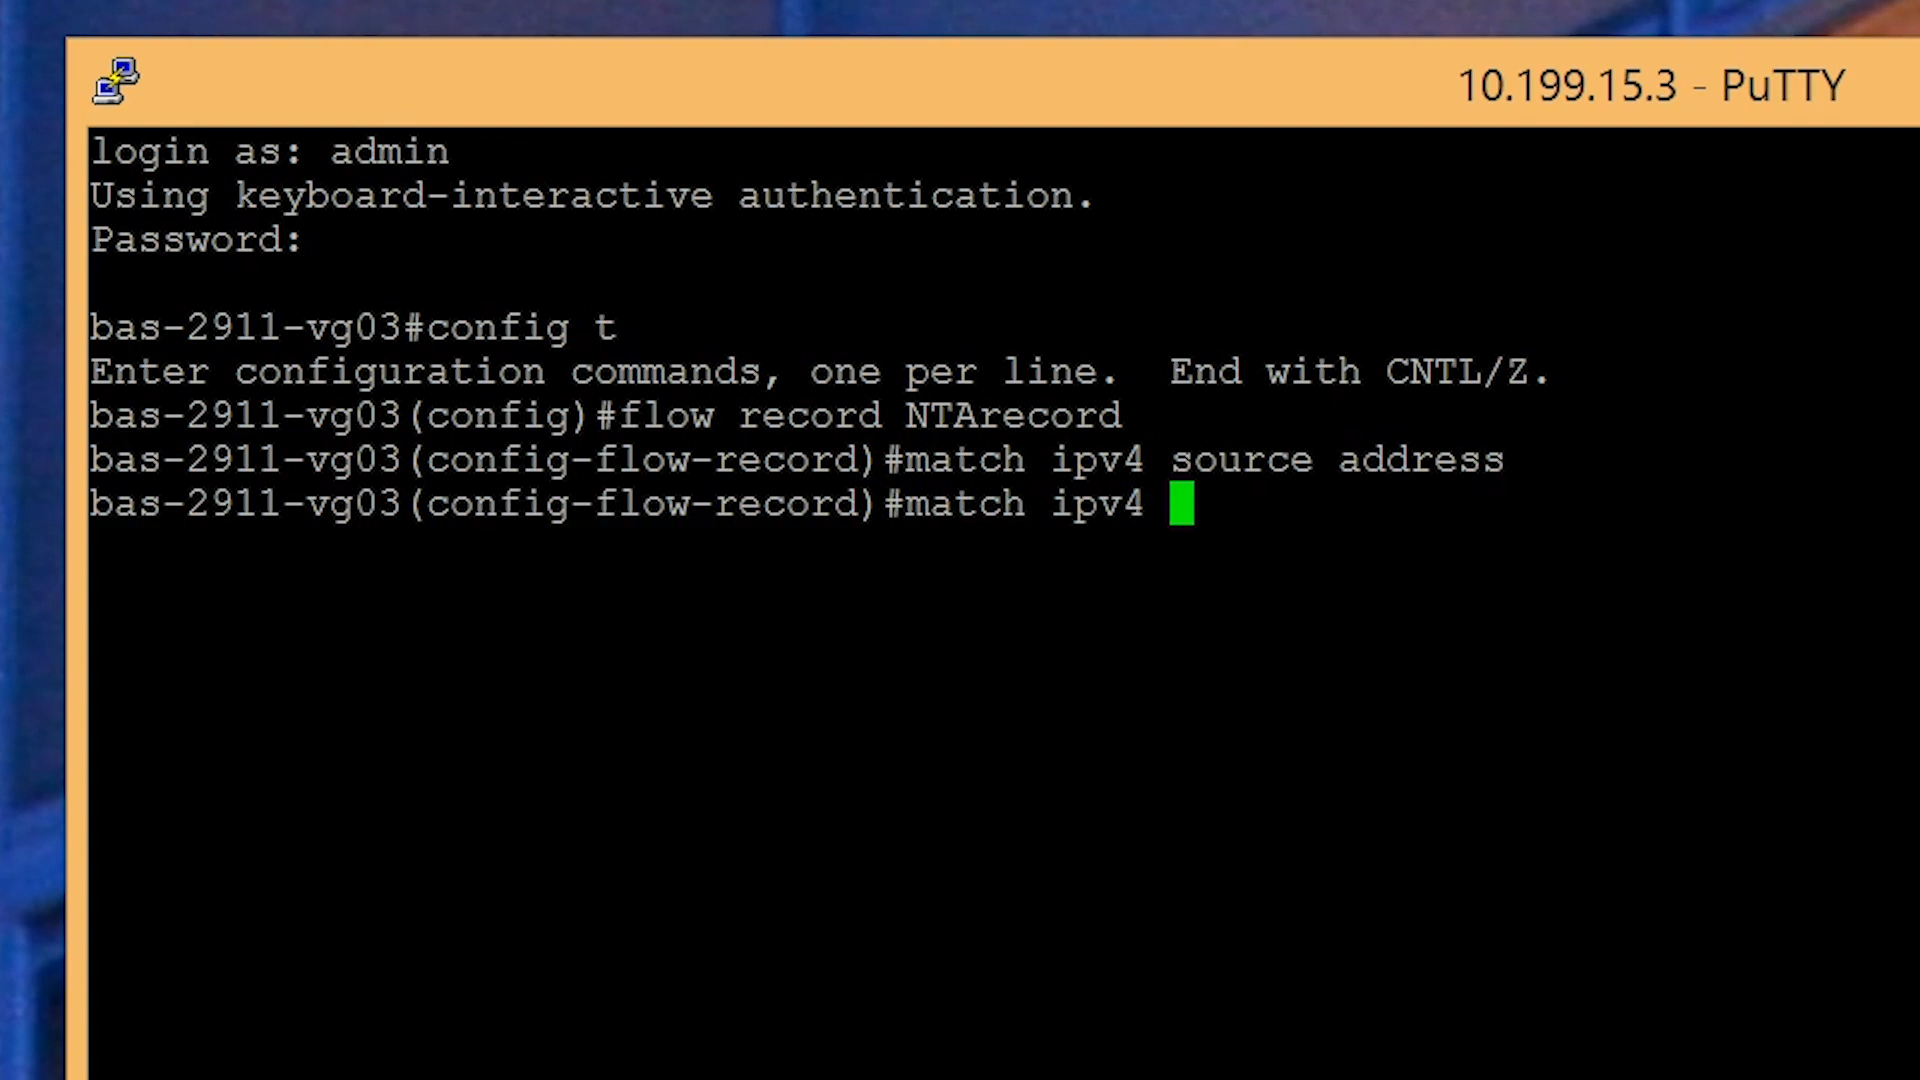 10.199.15.3 - PuTTY
login as: admin
Using keyboard-interactive authentication.
Password:
bas-2911-vg03#config t
Enter configuration commands, one per line.  End with CNTL/Z.
bas-2911-vg03(config)#flow record NTArecord
bas-2911-vg03(config-flow-record)#match ipv4 source address
bas-2911-vg03(config-flow-record)#match ipv4